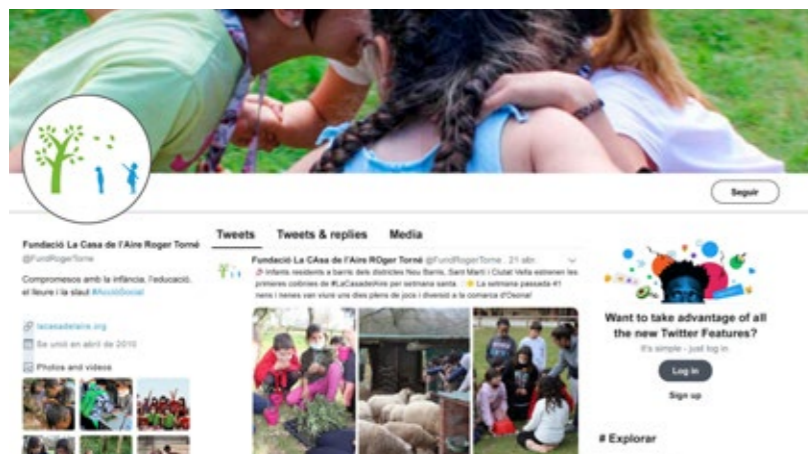 Seguir
Tweets
Tweets & replies
Media
Fundació La Casa de l'Aire Roger Torné
@FundRogerTorne
Compromesos amb la infància, l'educació,
el lleure i la slaut #AccióSocial
lacasadelaire.org
Se unió en abril de 2010
Photos and videos
Fundació La CAsa de l'Aire ROger Torné @FundRogerTorne . 21 abr.
infants residents a barris dels districtes Nou Barris, Sant Martí i Ciutat Vella estrenen les
primeres colònies de #LaCasadelAire per setmana santa. La setmana passada 41
nens i nenes van viure uns dies plens de jocs i diversió a la comarca d'Osona!
Want to take advantage of all
the new Twitter Features?
It's simple - just log in
Log in
Sign up
# Explorar